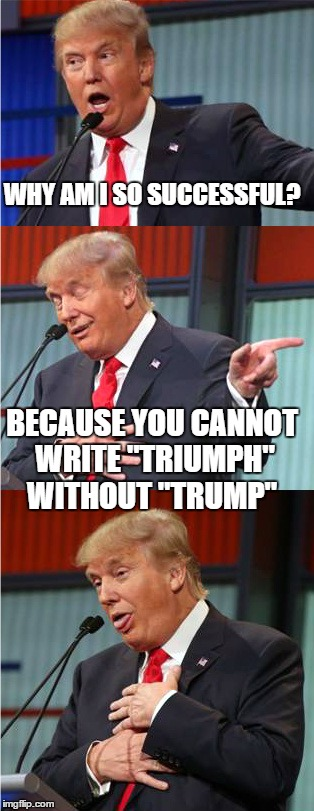 WHY AM I SO SUCCESSFUL?
BECAUSE YOU CANNOT
WRITE "TRIUMPH"
WITHOUT "TRUMP"
imgflip.com